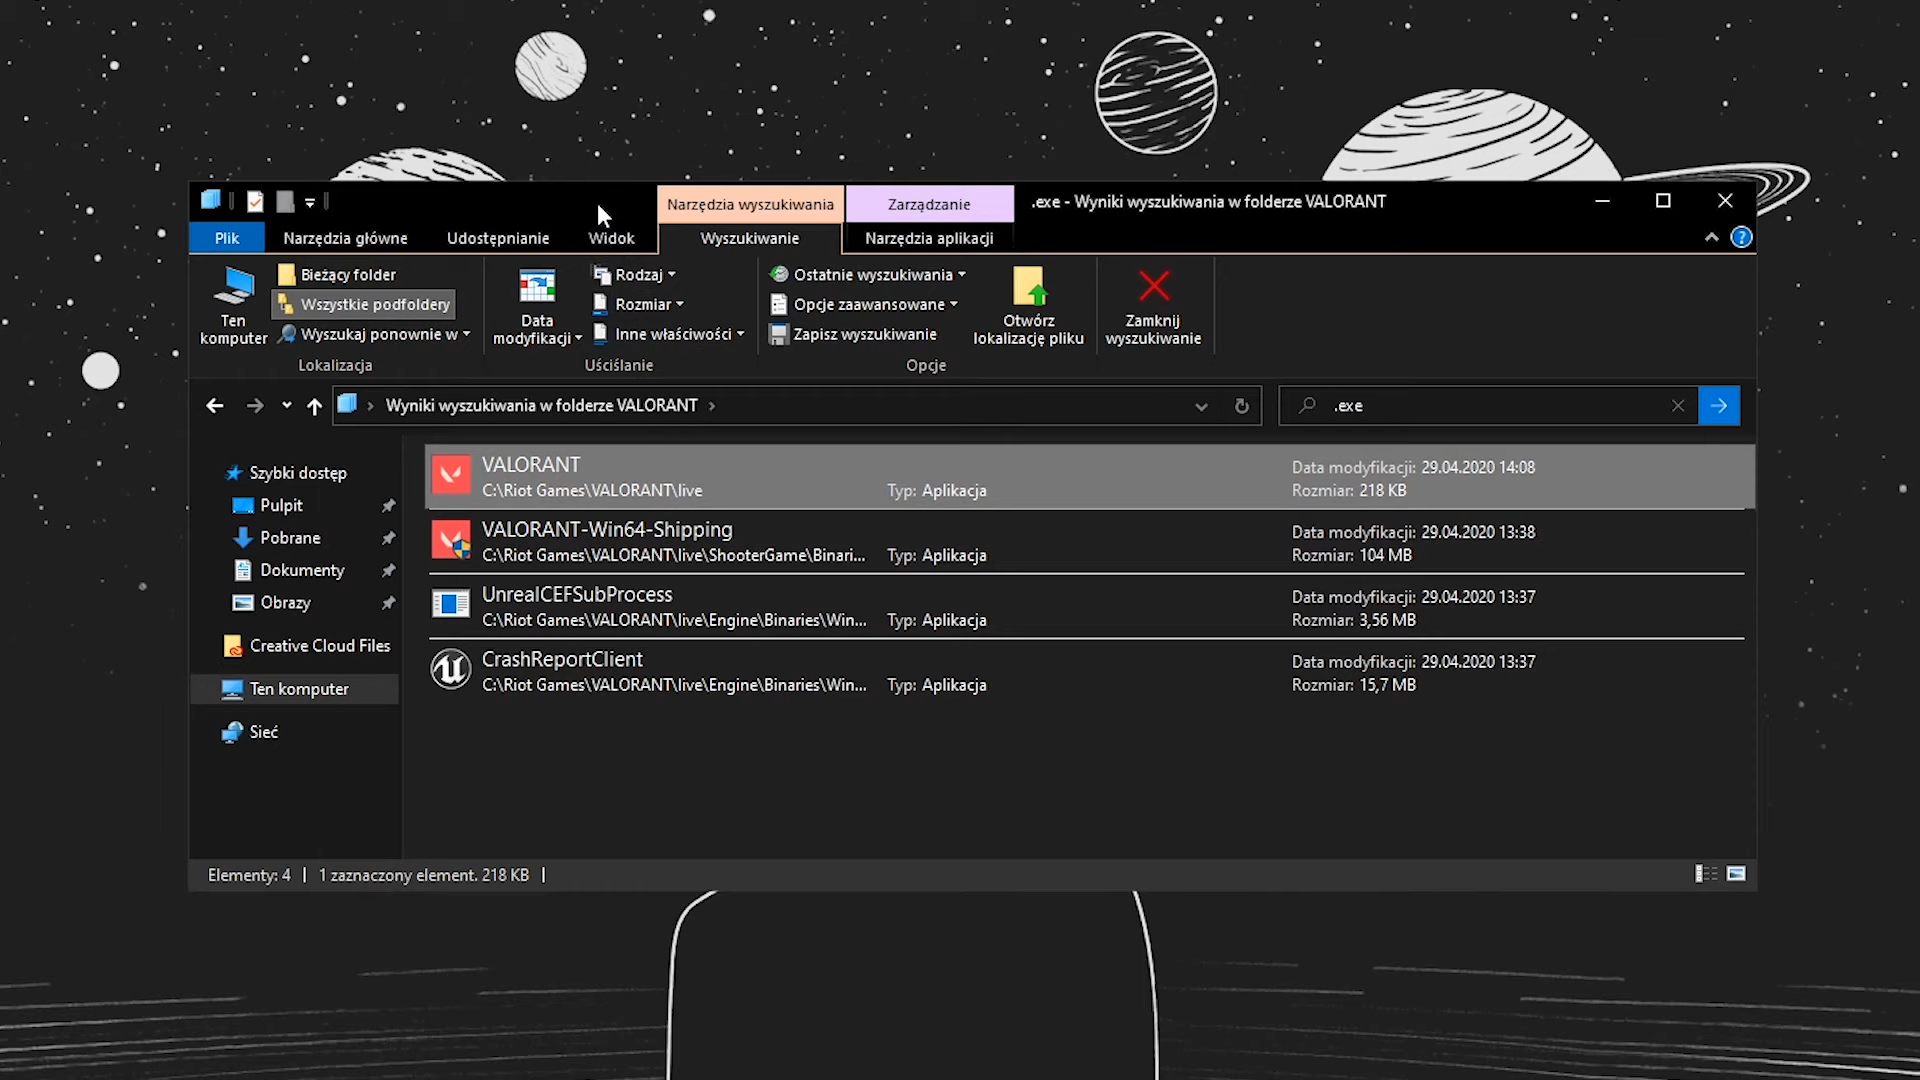 Narzędzia wyszukiwania
Zarządzanie
.exe - Wyniki wyszukiwania w folderze VALORANT
Plik
Narzędzia główne
Udostępnianie
Widok
Wyszukiwanie
Narzędzia aplikacji
Ten komputer
Bieżący folder
Wszystkie podfoldery
Wyszukaj ponownie w
Lokalizacja
Data modyfikacji
Rodzaj
Rozmiar
Inne właściwości
Uściślanie
Ostatnie wyszukiwania
Opcje zaawansowane
Zapisz wyszukiwanie
Otwórz lokalizację pliku
Opcje
Zamknij wyszukiwanie
Wyniki wyszukiwania w folderze VALORANT
.exe
Szybki dostęp
Pulpit
Pobrane
Dokumenty
Obrazy
Creative Cloud Files
Ten komputer
Sieć
VALORANT
C:\Riot Games\VALORANT\live
Typ: Aplikacja
Data modyfikacji: 29.04.2020 14:08
Rozmiar: 218 KB
VALORANT-Win64-Shipping
C:\Riot Games\VALORANT\live\ShooterGame\Binari...
Typ: Aplikacja
Data modyfikacji: 29.04.2020 13:38
Rozmiar: 104 MB
UnrealCEFSubProcess
C:\Riot Games\VALORANT\live\Engine\Binaries\Win...
Typ: Aplikacja
Data modyfikacji: 29.04.2020 13:37
Rozmiar: 3,56 MB
CrashReportClient
C:\Riot Games\VALORANT\live\Engine\Binaries\Win...
Typ: Aplikacja
Data modyfikacji: 29.04.2020 13:37
Rozmiar: 15,7 MB
Elementy: 4
1 zaznaczony element. 218 KB